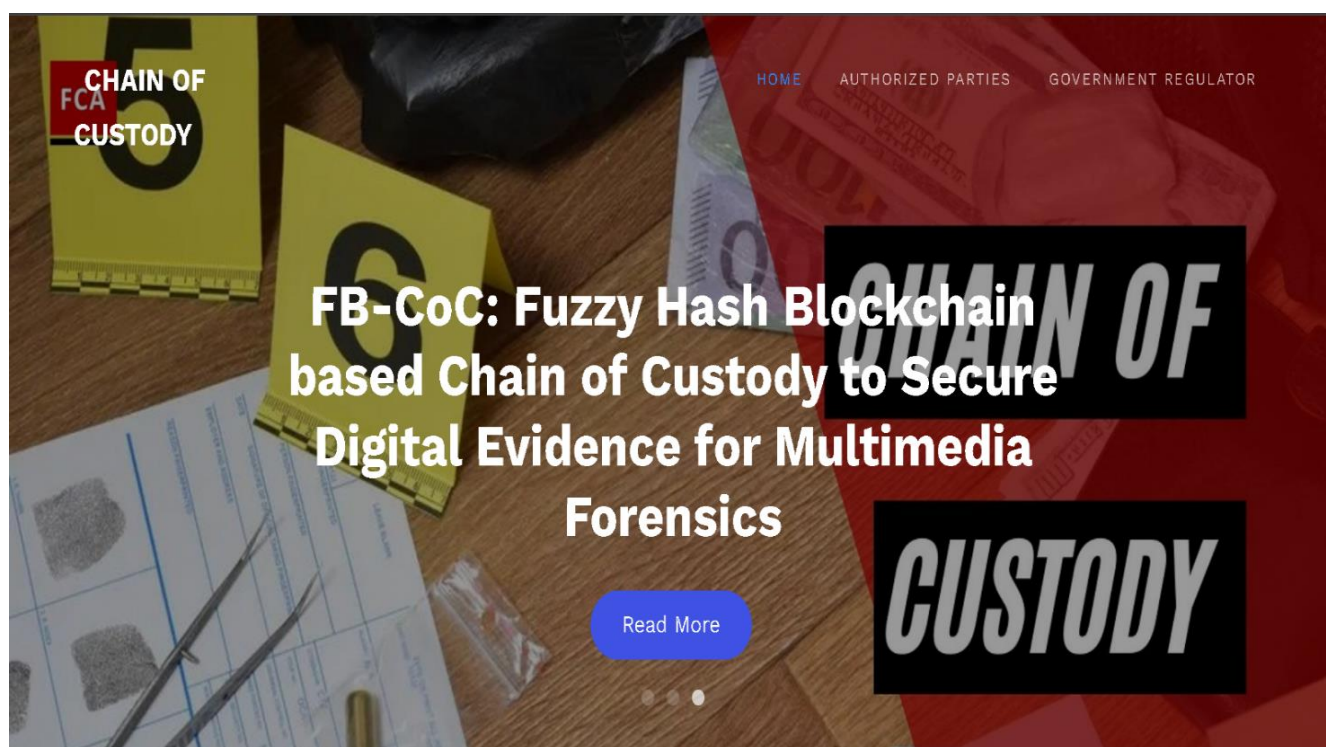 5
FCA
CHAIN OF
CUSTODY
HOME AUTHORIZED PARTIES GOVERNMENT REGULATOR
6
CHAIN OF
FB-CoC: Fuzzy Hash Blockchain
based Chain of Custody to Secure
Digital Evidence for Multimedia
Forensics
CUSTODY
Read More